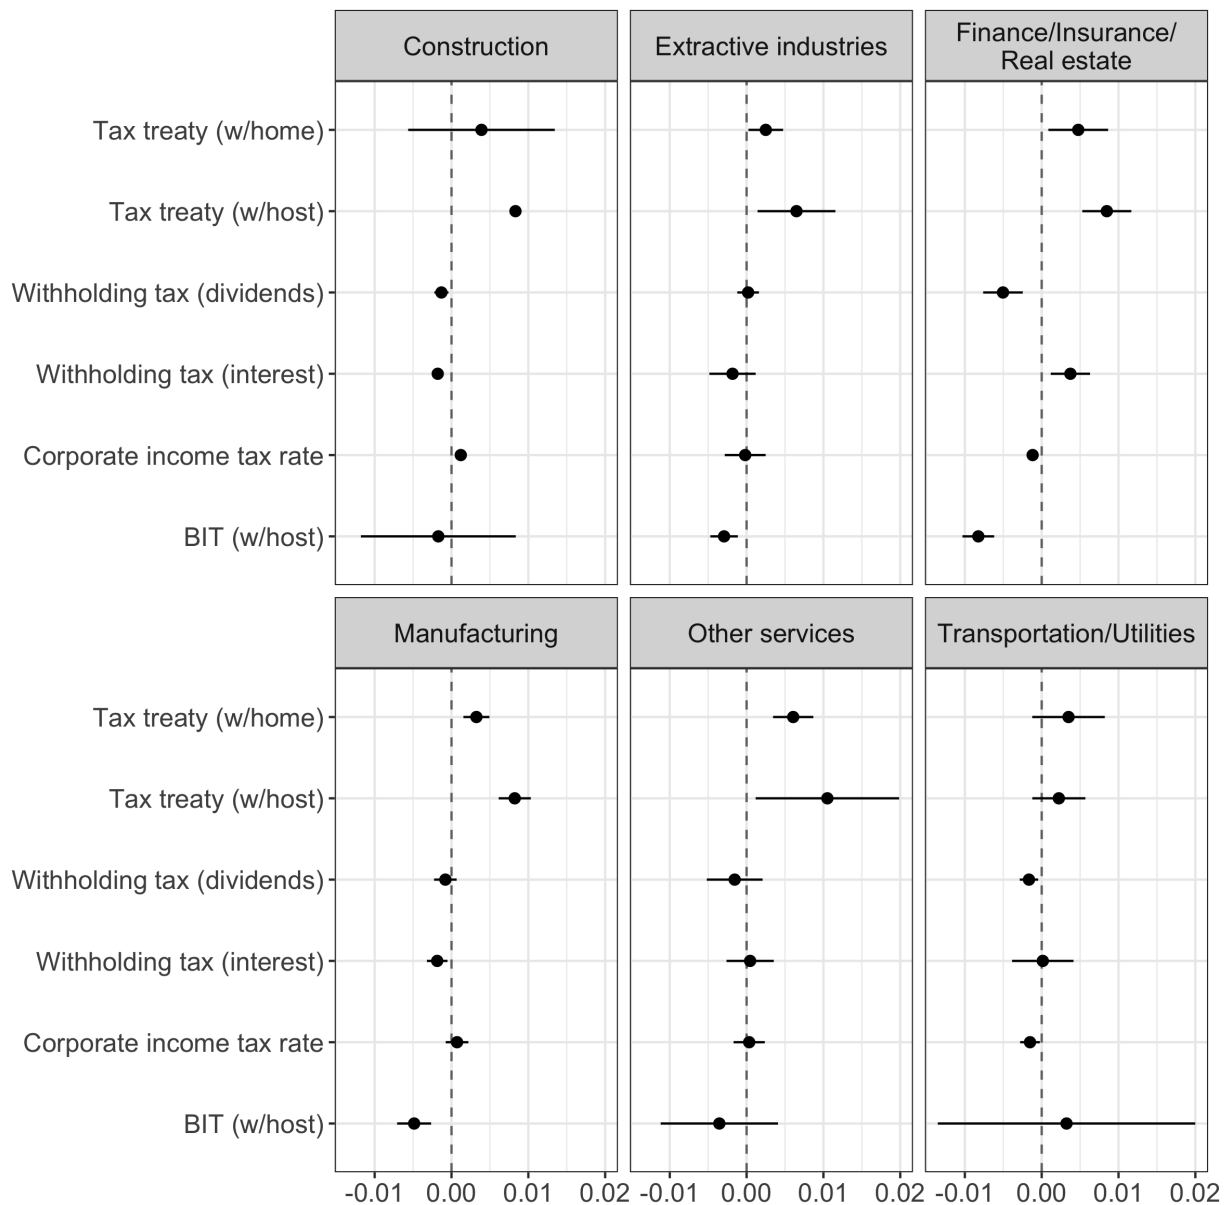 Construction
Extractive industries
Finance/Insurance/
Real estate
Tax treaty (w/home)
Tax treaty (w/host)
Withholding tax (dividends)
Withholding tax (interest)
Corporate income tax rate
BIT (w/host)
Manufacturing
Other services
Transportation/Utilities
Tax treaty (w/home)
Tax treaty (w/host)
Withholding tax (dividends)
Withholding tax (interest)
Corporate income tax rate
BIT (w/host)
-0.01 0.00 0.01 0.02 -0.01 0.00 0.01 0.02 -0.01 0.00 0.01 0.02